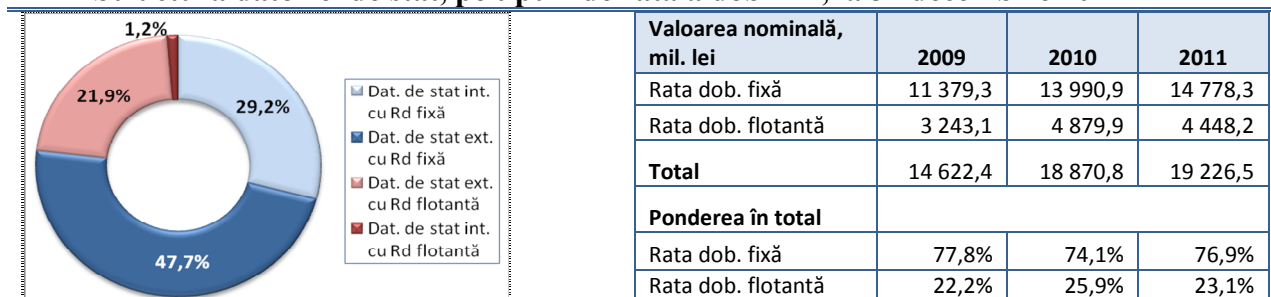 1,2%
29,2%
21,9%
47,7%
Dat. de stat int.
cu Rd fixă
Dat. de stat ext.
cu Rd fixă
Dat. de stat ext.
cu Rd flotantă
Dat. de stat int.
cu Rd flotantă
Valoarea nominală,
mil. lei 2009 2010 2011
Rata dob. fixă 11 379,3 13 990,9 14 778,3
Rata dob. flotantă 3 243,1 4 879,9 4 448,2
Total 14 622,4 18 870,8 19 226,5
Ponderea în total
Rata dob. fixă 77,8% 74,1% 76,9%
Rata dob. flotantă 22,2% 25,9% 23,1%